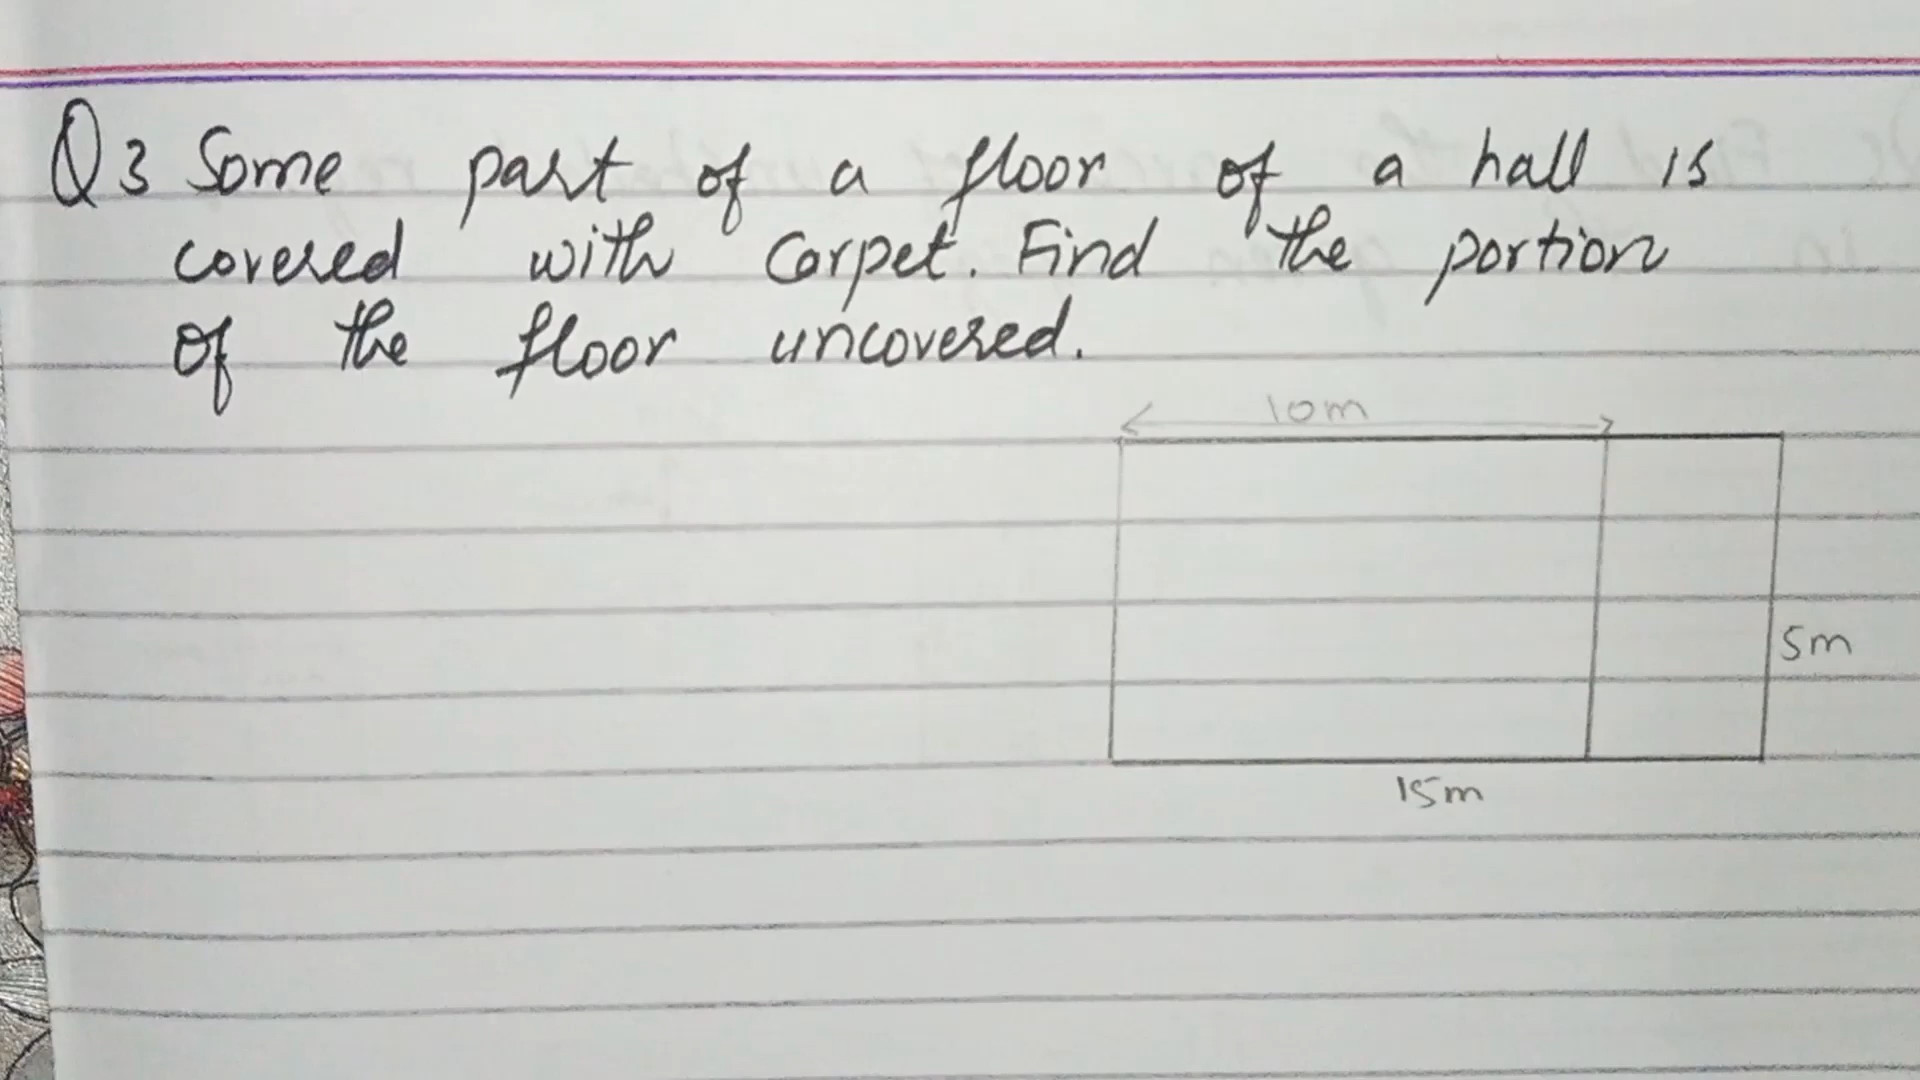 Q3 Some part of a floor of a hall is
covered with carpet. Find the portion
of the floor uncovered.
10m
5m
15m